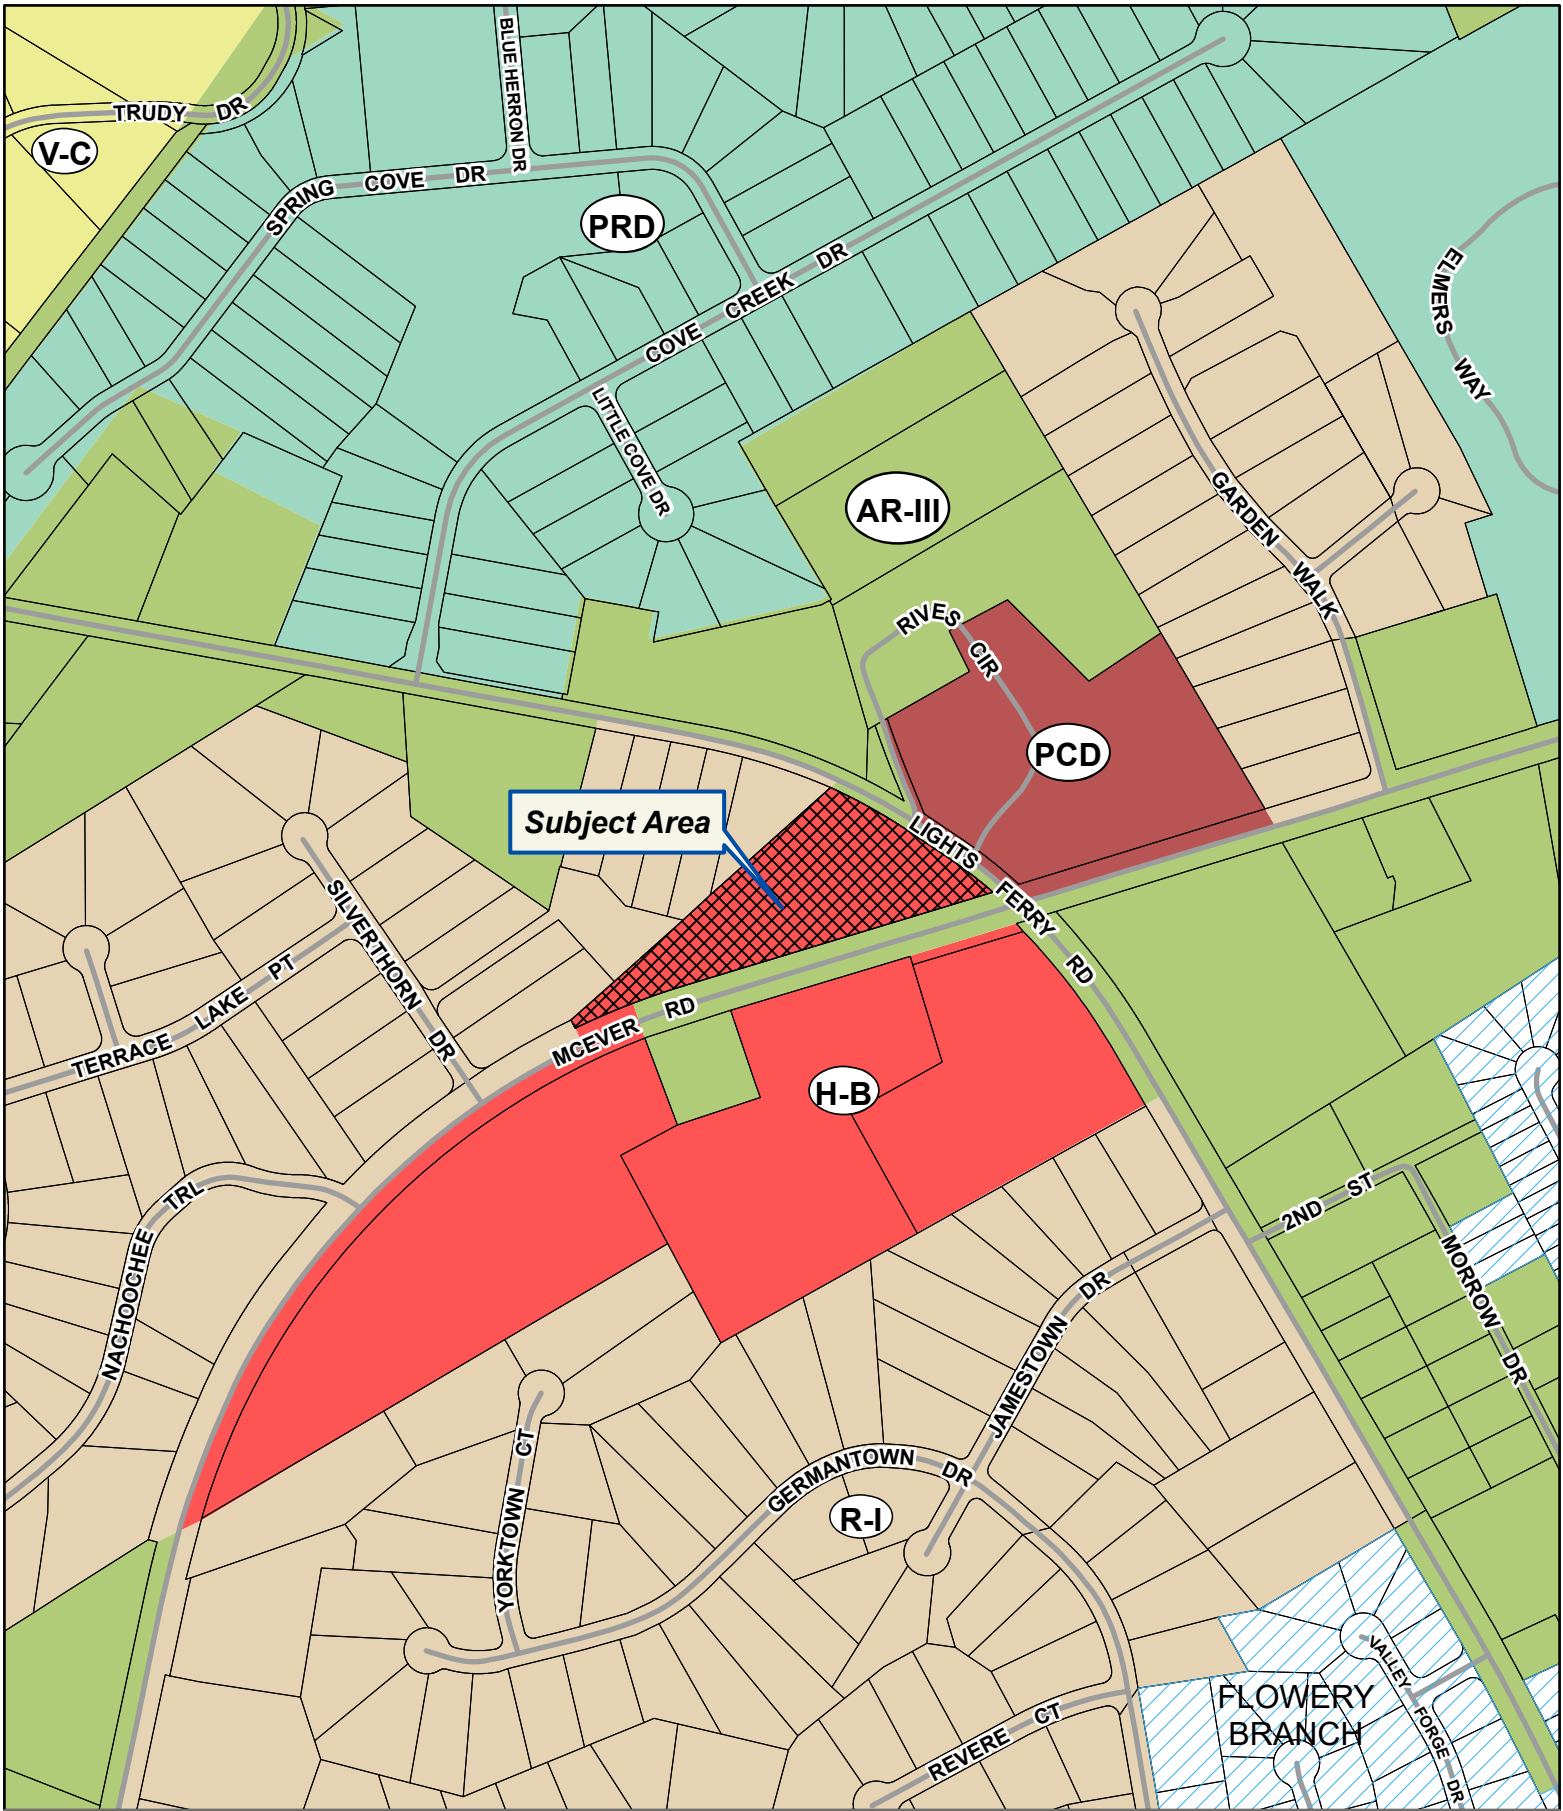 BLUE HERRON DR
TRUDY DR
V-C
SPRING COVE DR
PRD
ELMERS WAY
COVE CREEK DR
LITTLE COVE DR
AR-III
GARDEN WALK
RIVES CIR
PCD
Subject Area
LIGHTS FERRY RD
SILVERTHORN DR
TERRACE LAKE PT
MCEVER RD
H-B
NACHOOCHEE TRL
2ND ST
MORROW DR
JAMESTOWN DR
YORKTOWN CT
GERMANTOWN DR
R-I
VALLEY FORGE DR
FLOWERY
BRANCH
REVERE CT